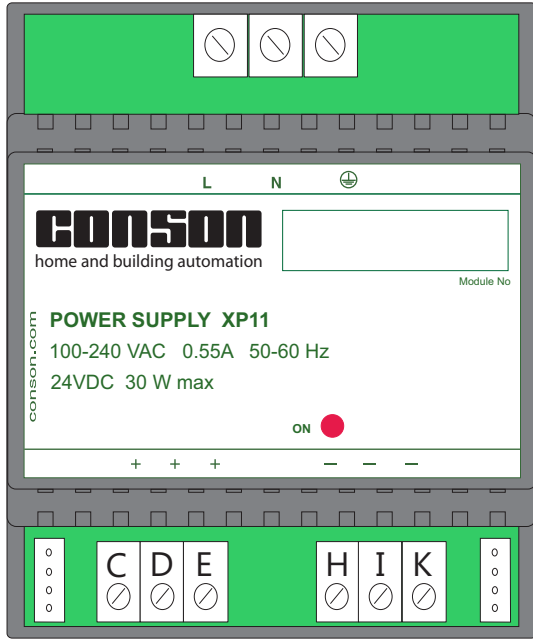 L N
conson
home and building automation
Module No
conson.com
POWER SUPPLY XP11
100-240 VAC 0.55A 50-60 Hz
24VDC 30 W max
ON
+ + + – – –
C D E H I K